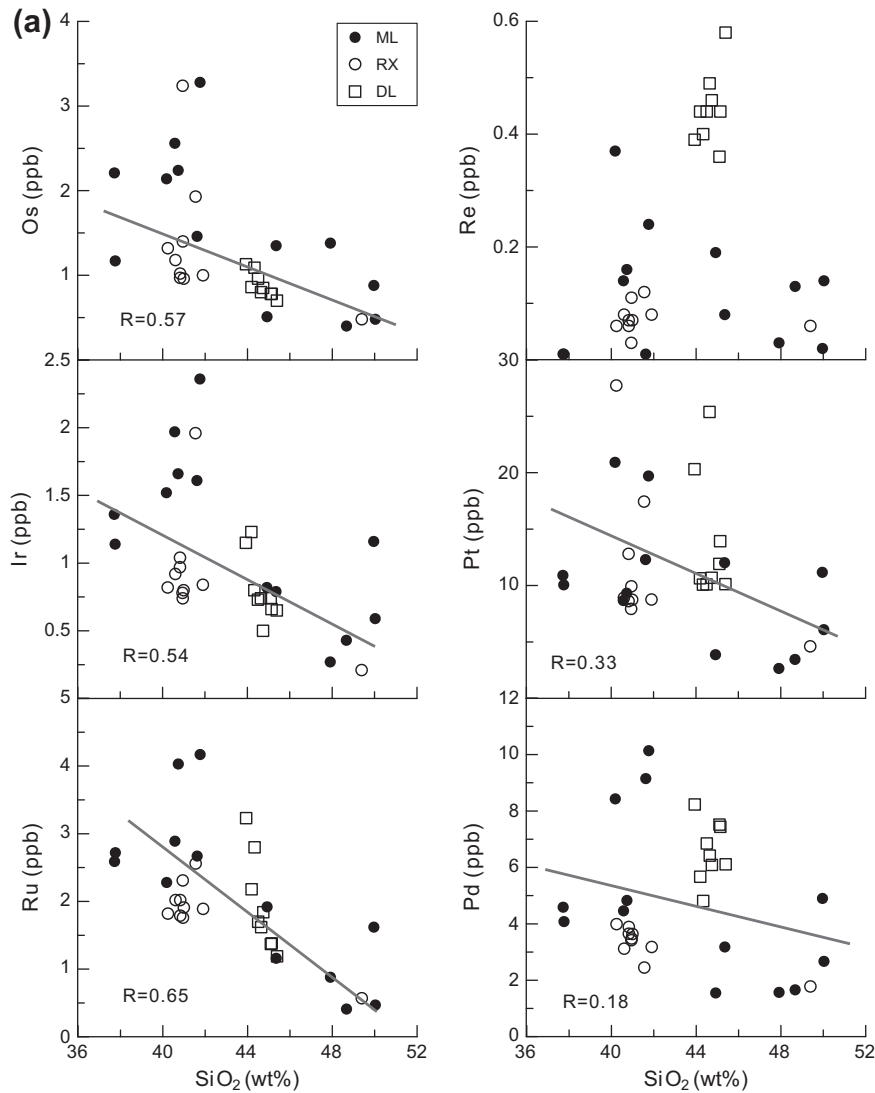 (a)
4
3
2
1
Os (ppb)
R=0.57
ML
RX
DL
0.6
0.4
0.2
Re (ppb)
2.5
2
1.5
1
0.5
Ir (ppb)
R=0.54
30
20
10
Pt (ppb)
R=0.33
5
4
3
2
1
0
Ru (ppb)
R=0.65
36 40 44 48 52
SiO2 (wt%)
12
10
8
6
4
2
0
Pd (ppb)
R=0.18
36 40 44 48 52
SiO2 (wt%)